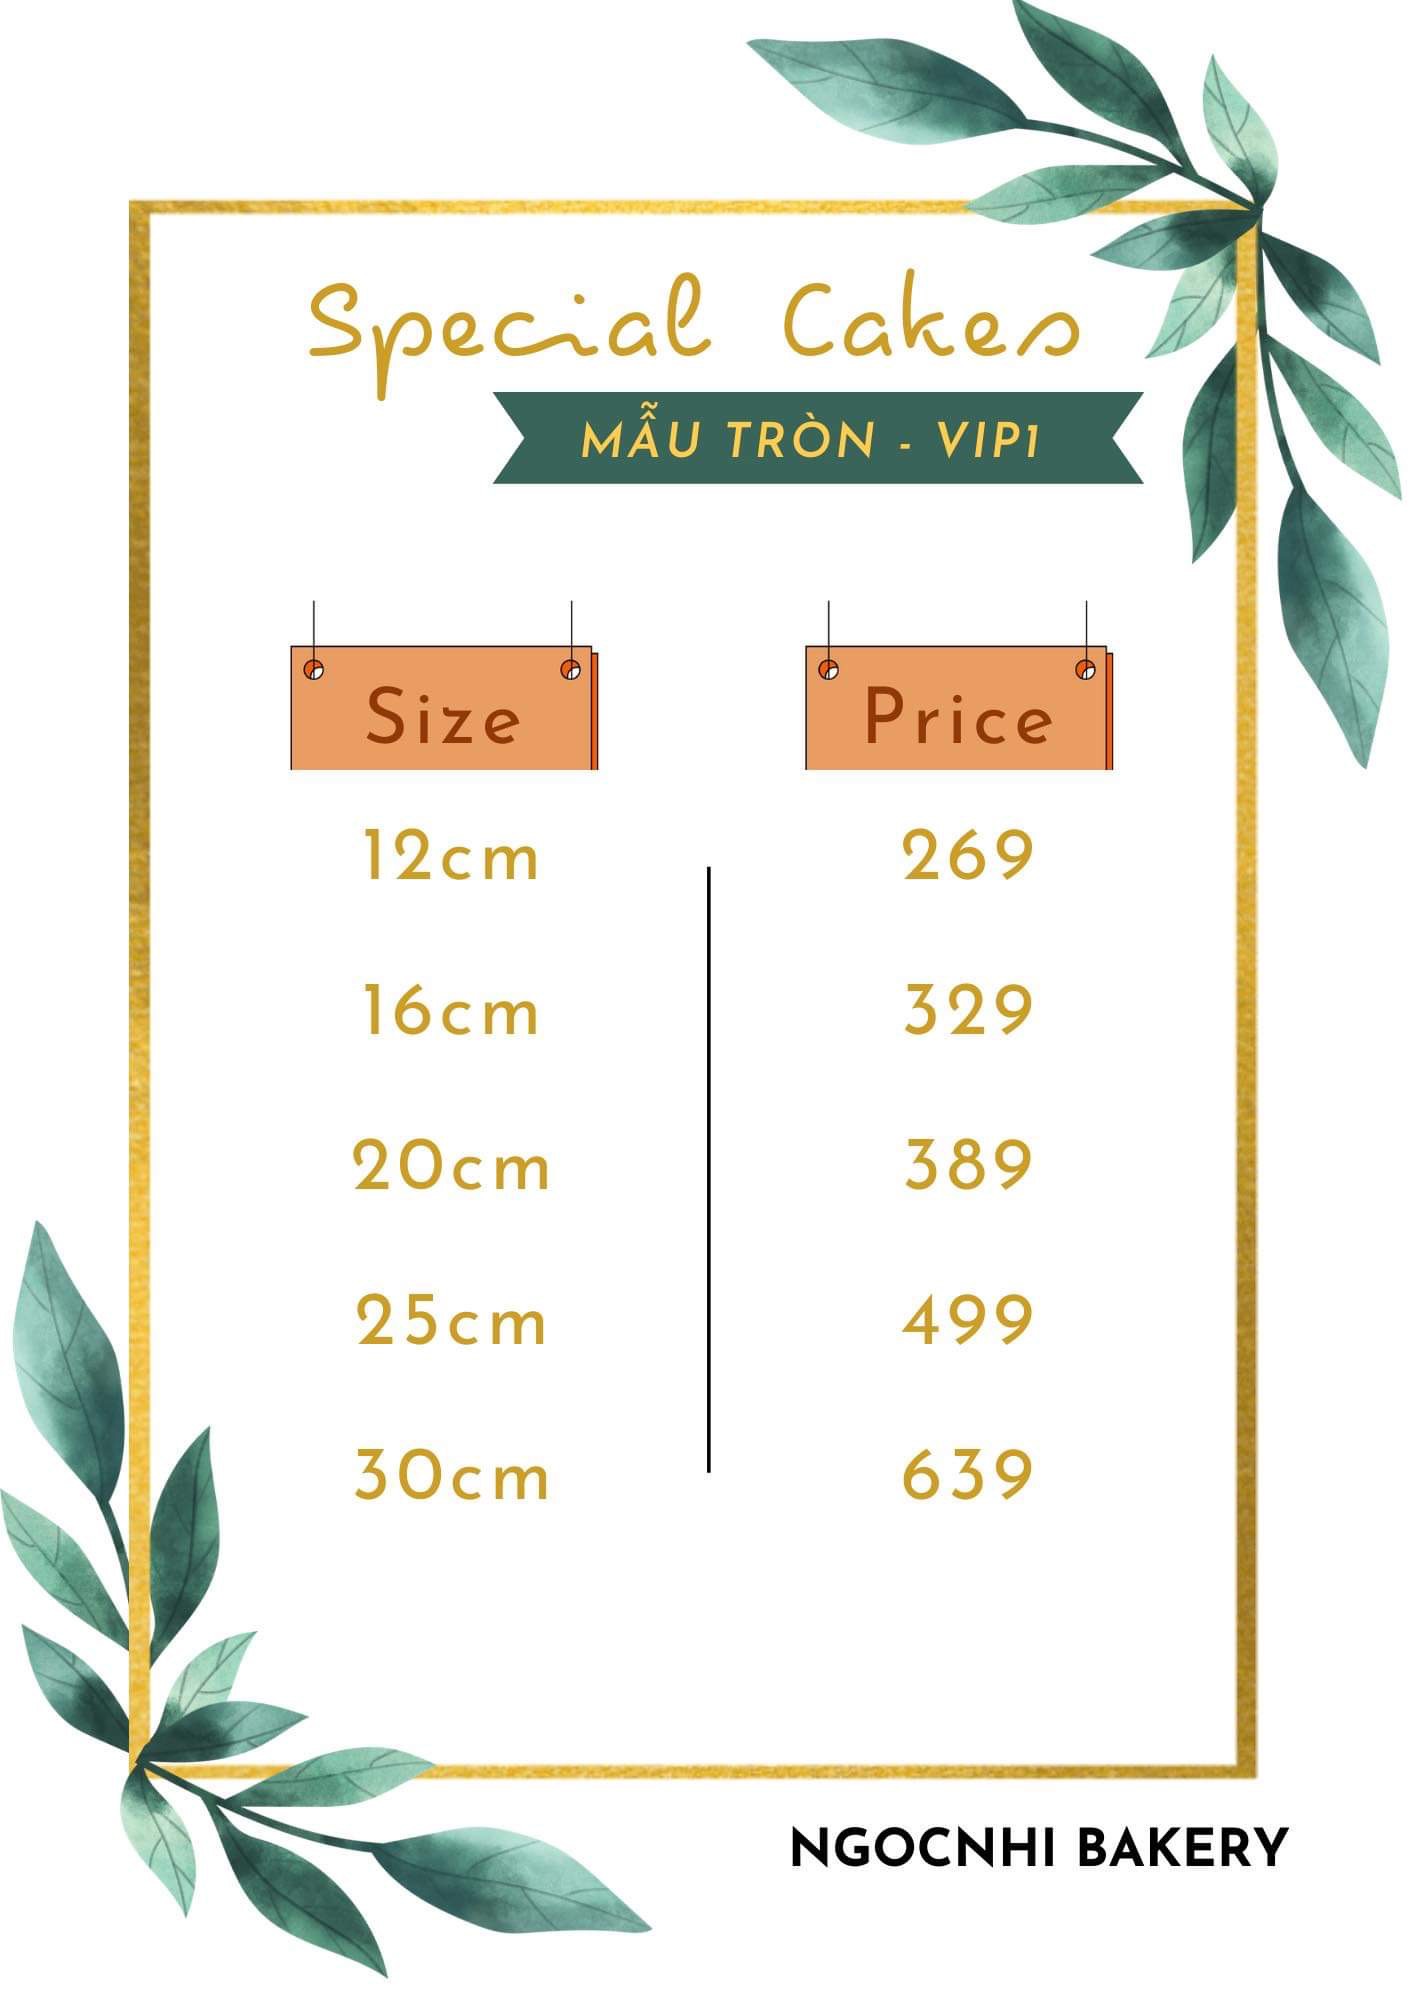 Special Cakes
MẪU TRÒN - VIP1
Size Price
12cm 269
16cm 329
20cm 389
25cm 499
30cm 639
NGOCNHI BAKERY